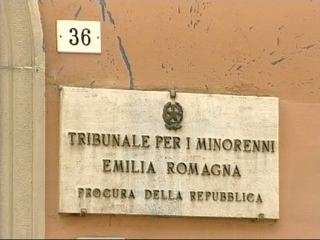 · 36 ·
TRIBUNALE PER I MINORENNI
EMILIA ROMAGNA
PROCURA DELLA REPUBBLICA